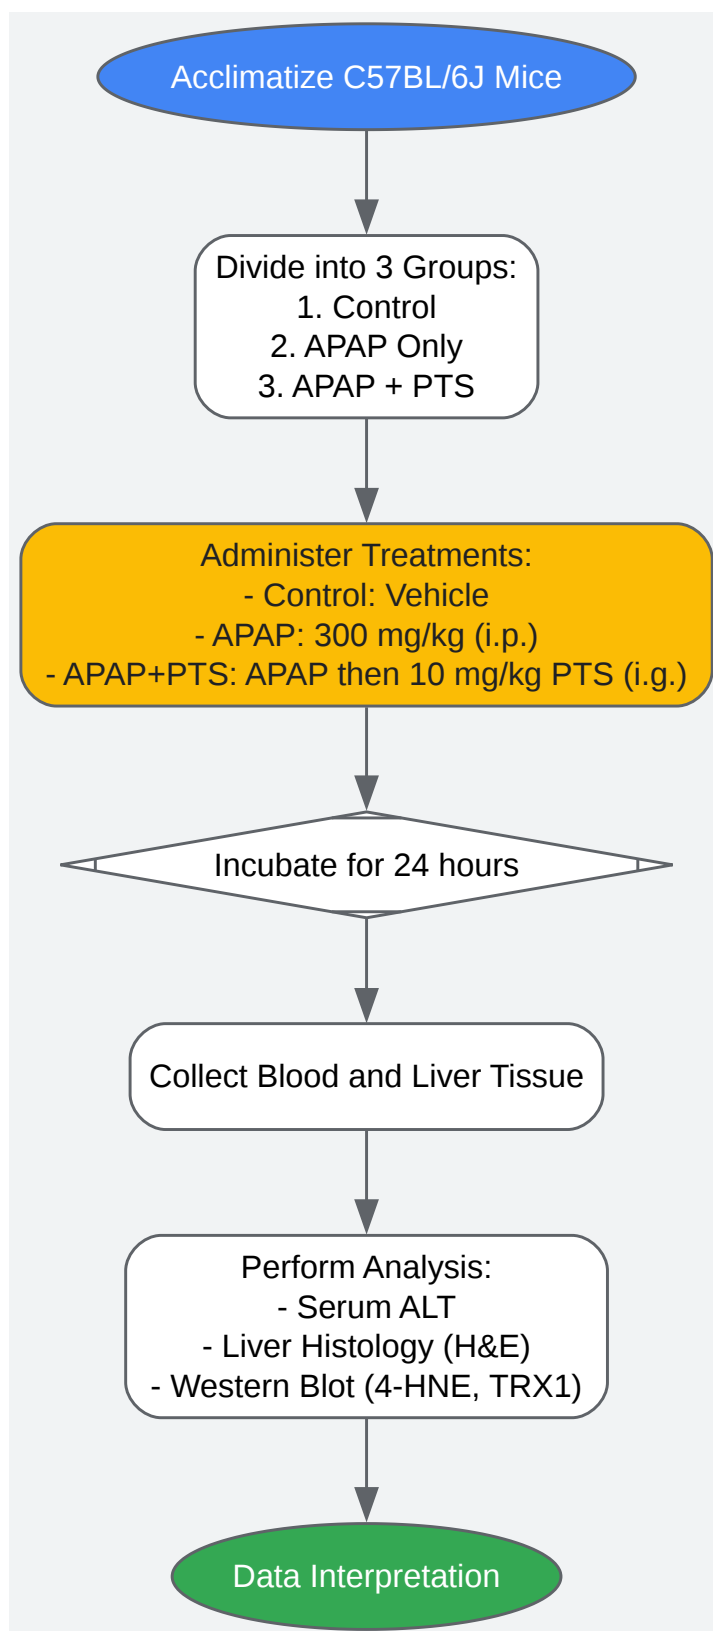 Acclimatize C57BL/6J Mice
Divide into 3 Groups:
1. Control
2. APAP Only
3. APAP + PTS
Administer Treatments:
- Control: Vehicle
- APAP: 300 mg/kg (i.p.)
- APAP+PTS: APAP then 10 mg/kg PTS (i.g.)
Incubate for 24 hours
Collect Blood and Liver Tissue
Perform Analysis:
- Serum ALT
- Liver Histology (H&E)
- Western Blot (4-HNE, TRX1)
Data Interpretation